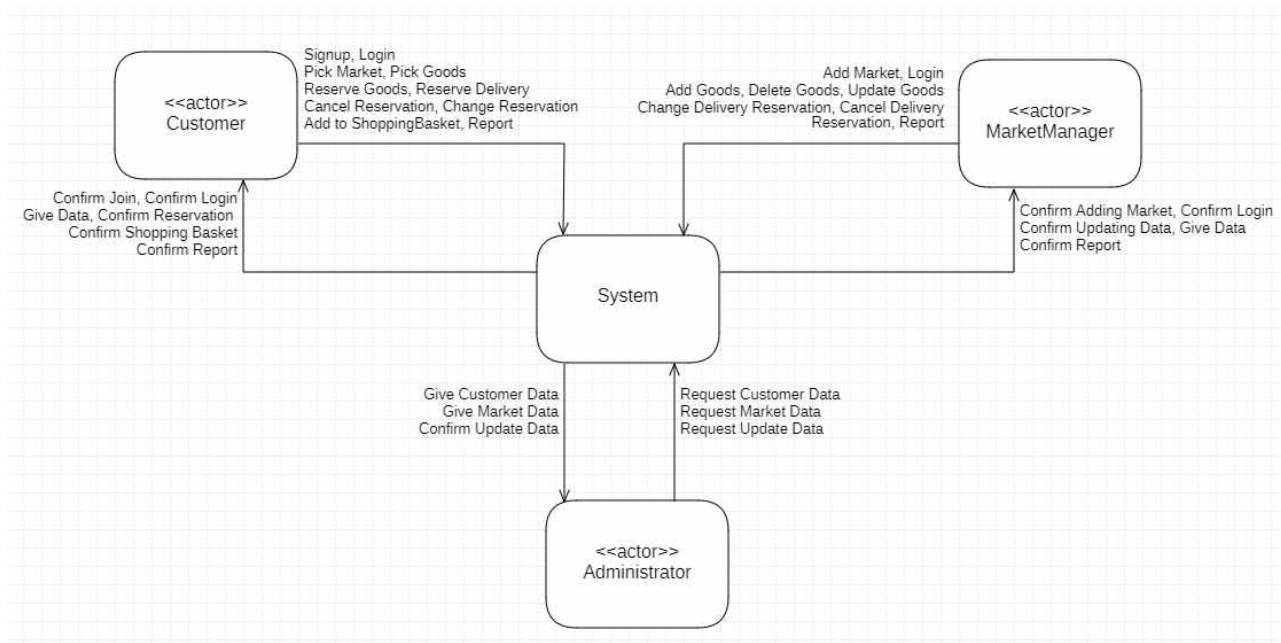 <<actor>>
Customer
Signup, Login
Pick Market, Pick Goods
Reserve Goods, Reserve Delivery
Cancel Reservation, Change Reservation
Add to ShoppingBasket, Report
Add Market, Login
Add Goods, Delete Goods, Update Goods
Change Delivery Reservation, Cancel Delivery
Reservation, Report
<<actor>>
MarketManager
Confirm Join, Confirm Login
Give Data, Confirm Reservation
Confirm Shopping Basket
Confirm Report
Confirm Adding Market, Confirm Login
Confirm Updating Data, Give Data
Confirm Report
System
Give Customer Data
Give Market Data
Confirm Update Data
Request Customer Data
Request Market Data
Request Update Data
<<actor>>
Administrator